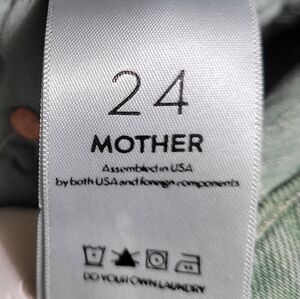 24
MOTHER
Assembled in USA
by both USA and foreign components
DO YOUR OWN LAUNDRY